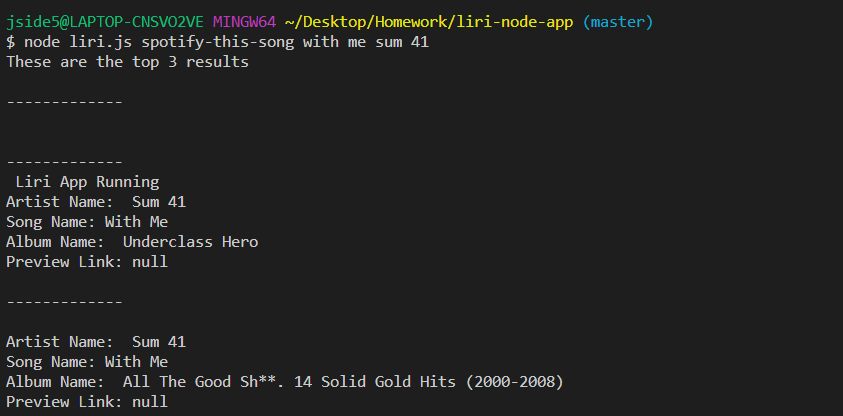 jside5@LAPTOP-CNSVO2VE MINGW64 ~/Desktop/Homework/liri-node-app (master)
$ node liri.js spotify-this-song with me sum 41
These are the top 3 results
-------------
-------------
Liri App Running
Artist Name:  Sum 41
Song Name: With Me
Album Name:  Underclass Hero
Preview Link: null
-------------
Artist Name:  Sum 41
Song Name: With Me
Album Name:  All The Good Sh**. 14 Solid Gold Hits (2000-2008)
Preview Link: null